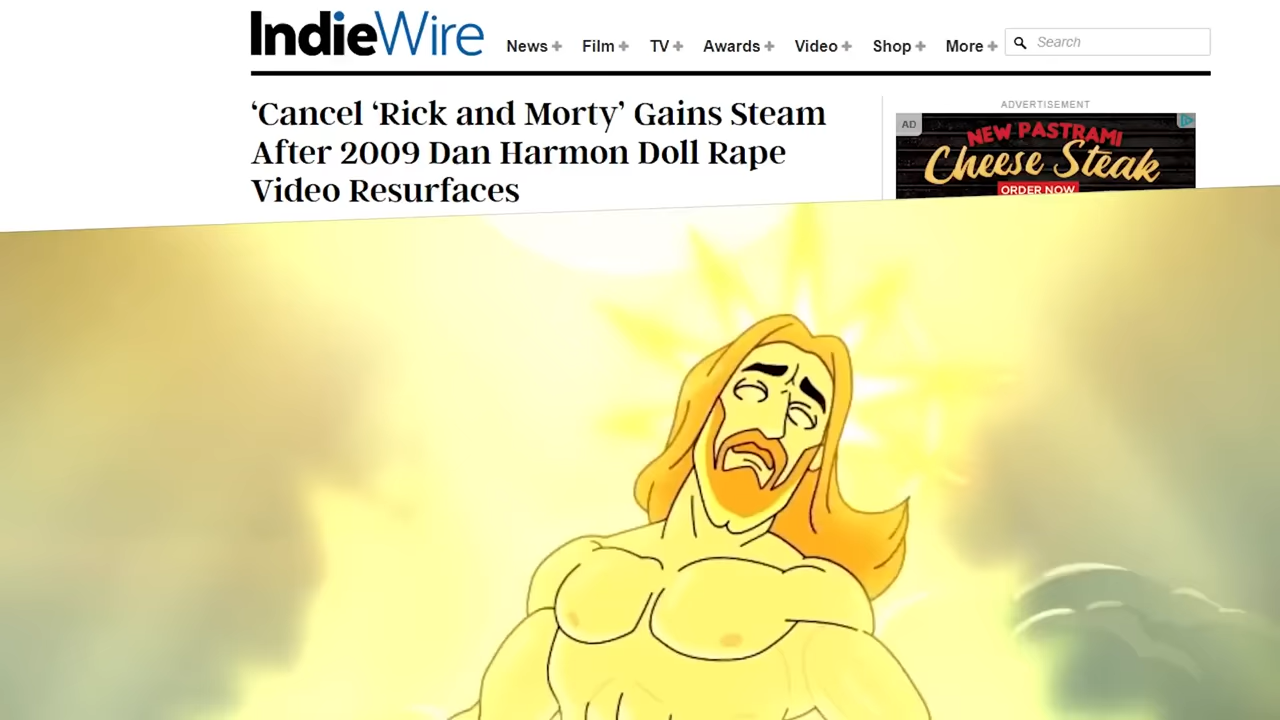 IndieWire
News + Film + TV + Awards + Video + Shop + More + Search
‘Cancel ‘Rick and Morty’ Gains Steam
After 2009 Dan Harmon Doll Rape
Video Resurfaces
ADVERTISEMENT
AD
NEW PASTRAMI
Cheese Steak
ORDER NOW